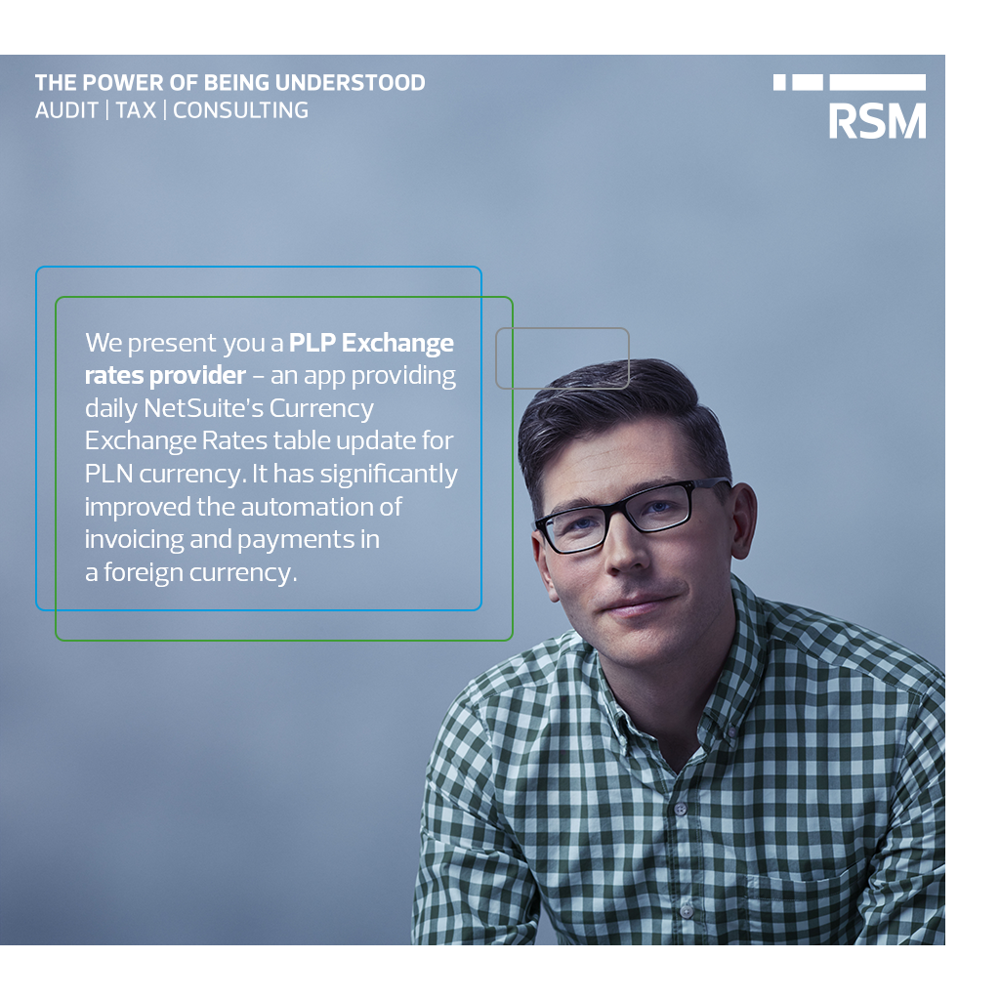 THE POWER OF BEING UNDERSTOOD
AUDIT | TAX | CONSULTING
RSM
We present you a PLP Exchange
rates provider – an app providing
daily NetSuite's Currency
Exchange Rates table update for
PLN currency. It has significantly
improved the automation of
invoicing and payments in
a foreign currency.